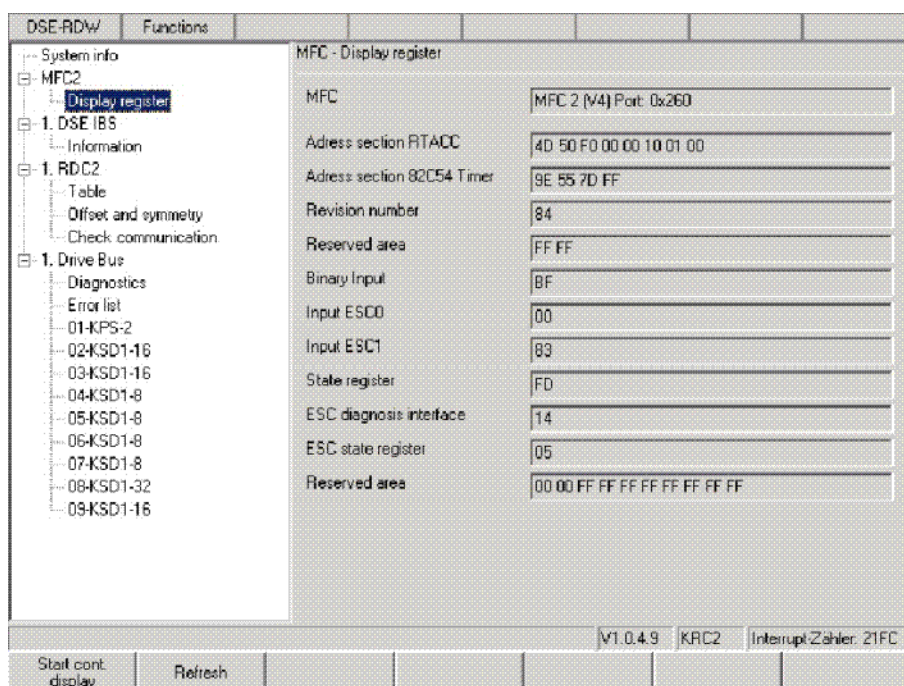 DSE-RDW Functions
System info
MFC2
Display register
1. DSE IBS
Information
1. RDC2
Table
Offset and symmetry
Check communication
1. Drive Bus
Diagnostics
Error list
01-KPS-2
02-KSD1-16
03-KSD1-16
04-KSD1-8
05-KSD1-8
06-KSD1-8
07-KSD1-8
08-KSD1-32
09-KSD1-16
MFC - Display register
MFC MFC 2 (V4) Port: 0x260
Adress section RTACC 4D 50 F0 00 00 10 01 00
Adress section 82C54 Timer 9E 55 7D FF
Revision number 84
Reserved area FF FF
Binary Input BF
Input ESC0 00
Input ESC1 83
State register FD
ESC diagnosis interface 14
ESC state register 05
Reserved area 00 00 FF FF FF FF FF FF FF FF
V1.0.4.9 KRC2 Interrupt-Zähler: 21FC
Start cont.
display
Refresh